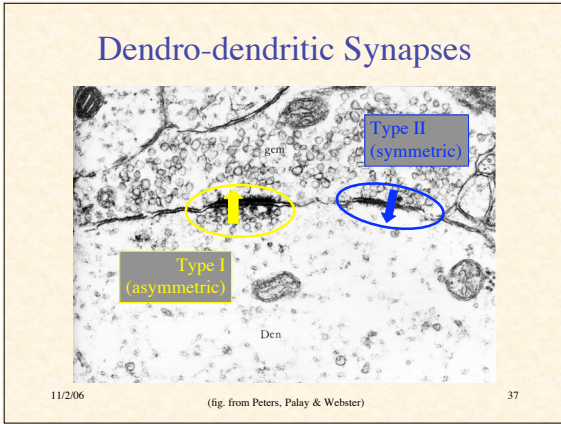 Dendro-dendritic Synapses
Type II
(symmetric)
gem
Type I
(asymmetric)
Den
11/2/06
(fig. from Peters, Palay & Webster)
37